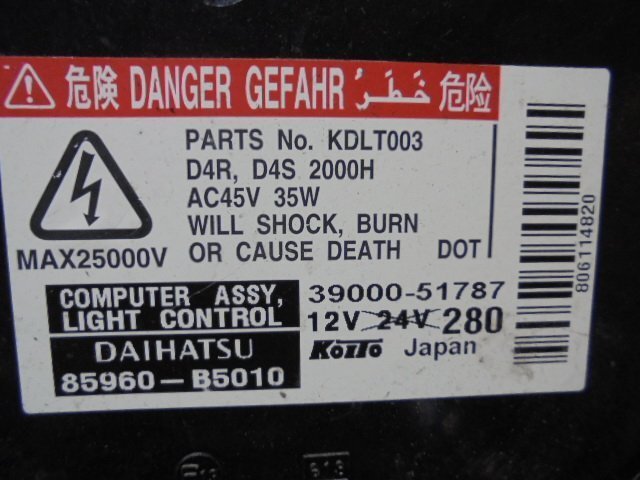 危険 DANGER GEFAHR خَطَرٌ 危险
PARTS No. KDLT003
D4R, D4S 2000H
AC45V 35W
WILL SHOCK, BURN
OR CAUSE DEATH DOT
MAX25000V
COMPUTER ASSY,
LIGHT CONTROL
DAIHATSU
85960-B5010
39000-51787
12V 24V 280
KOITO Japan
806114820